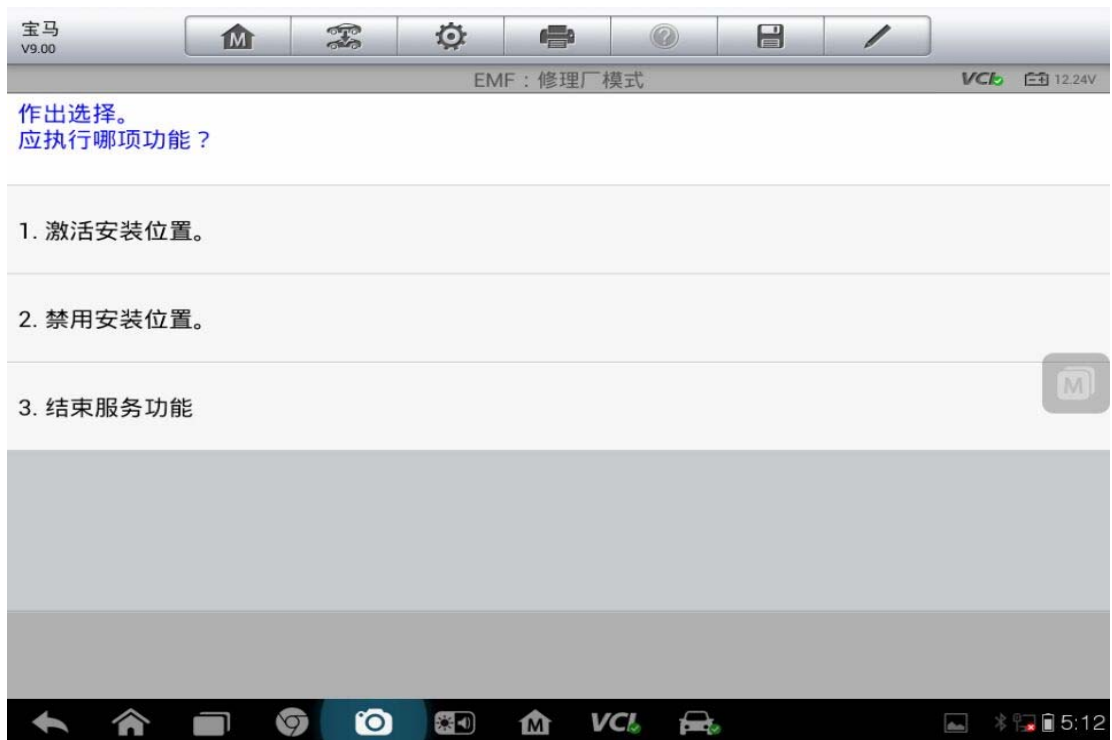 宝马
V9.00
M
EMF：修理厂模式
VCI
12.24V
作出选择。
应执行哪项功能？
1. 激活安装位置。
2. 禁用安装位置。
M
3. 结束服务功能
M
VCI
5:12